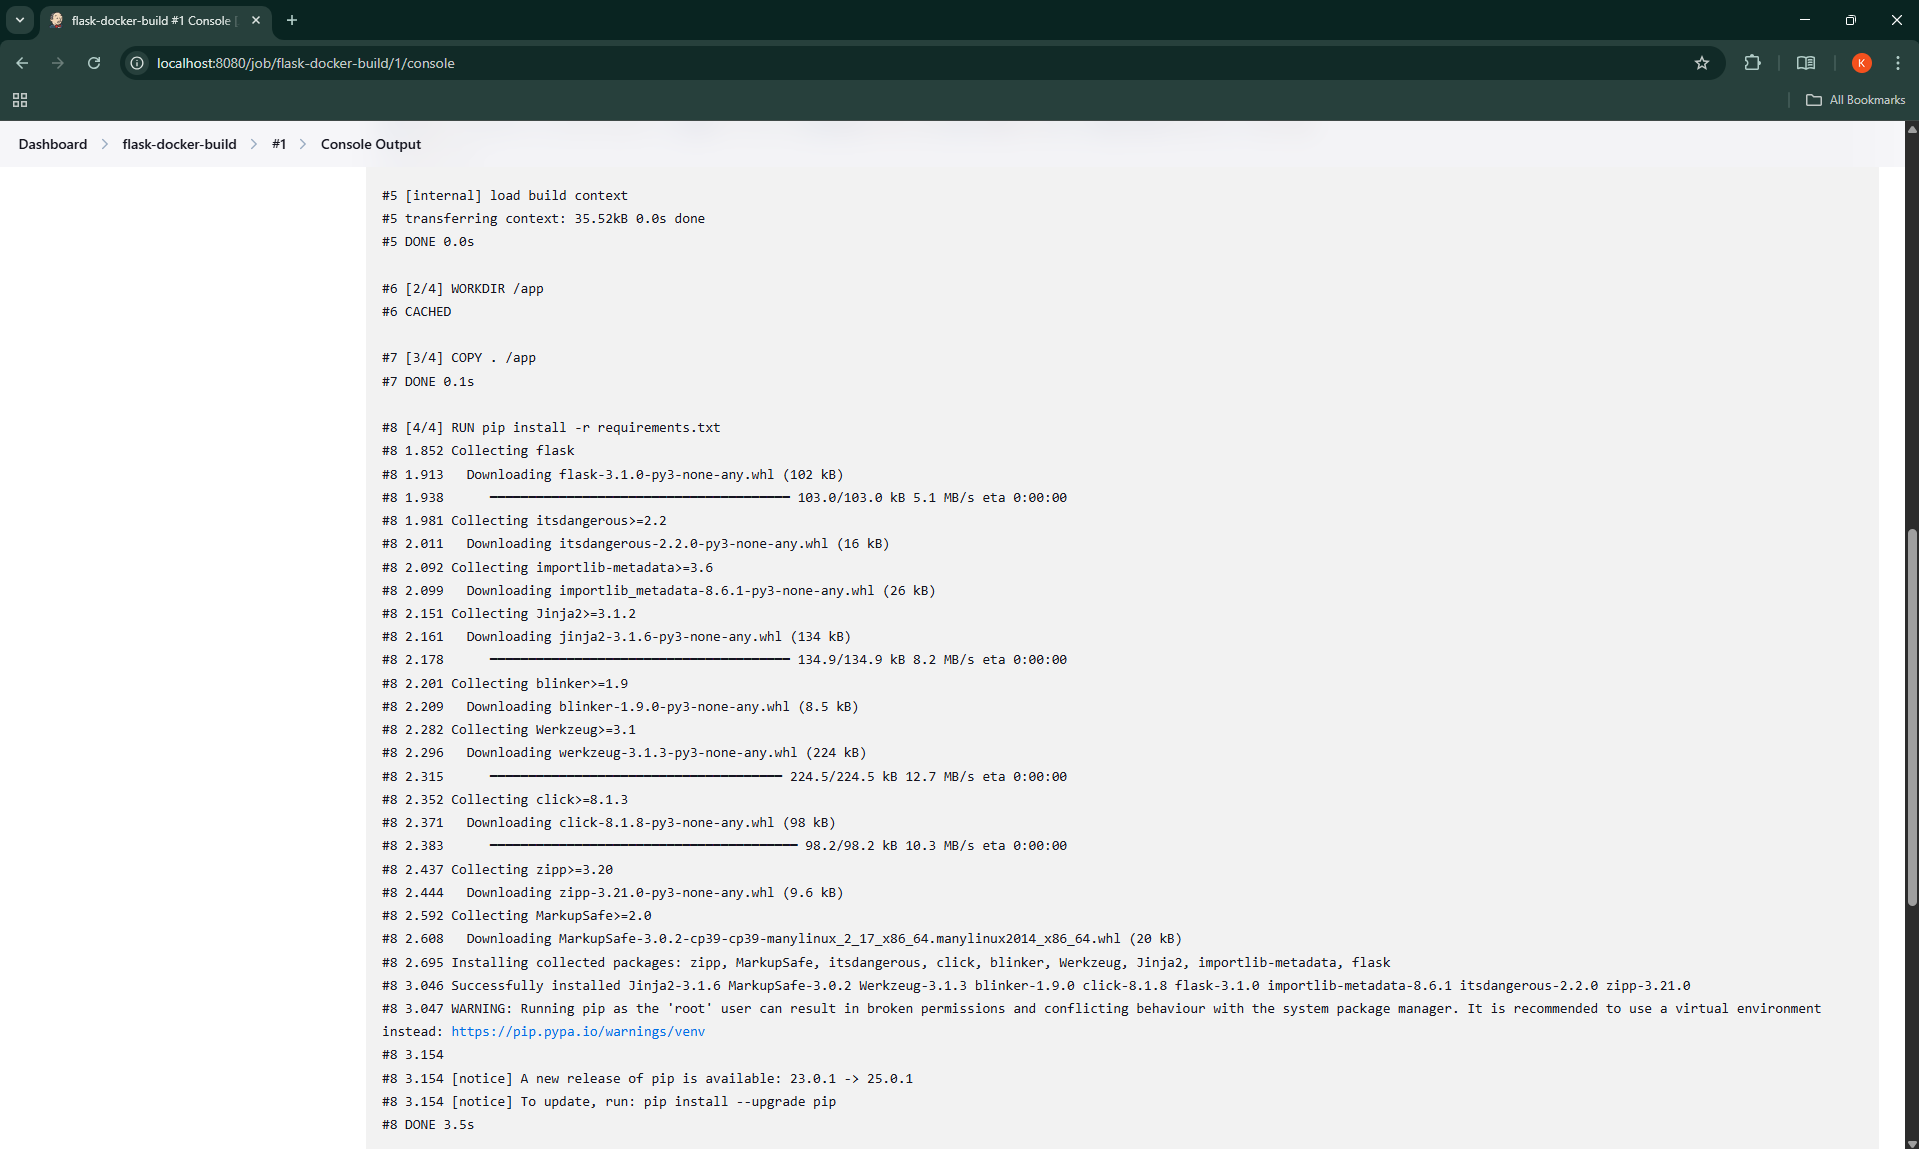 flask-docker-build #1 Console
localhost:8080/job/flask-docker-build/1/console
K
All Bookmarks
Dashboard > flask-docker-build > #1 > Console Output
#5 [internal] load build context
#5 transferring context: 35.52kB 0.0s done
#5 DONE 0.0s
#6 [2/4] WORKDIR /app
#6 CACHED
#7 [3/4] COPY . /app
#7 DONE 0.1s
#8 [4/4] RUN pip install -r requirements.txt
#8 1.852 Collecting flask
#8 1.913   Downloading flask-3.1.0-py3-none-any.whl (102 kB)
#8 1.938      ━━━━━━━━━━━━━━━━━━━━━━━━━━━━━━━━━━━━━━━ 103.0/103.0 kB 5.1 MB/s eta 0:00:00
#8 1.981 Collecting itsdangerous>=2.2
#8 2.011   Downloading itsdangerous-2.2.0-py3-none-any.whl (16 kB)
#8 2.092 Collecting importlib-metadata>=3.6
#8 2.099   Downloading importlib_metadata-8.6.1-py3-none-any.whl (26 kB)
#8 2.151 Collecting Jinja2>=3.1.2
#8 2.161   Downloading jinja2-3.1.6-py3-none-any.whl (134 kB)
#8 2.178      ━━━━━━━━━━━━━━━━━━━━━━━━━━━━━━━━━━━━━━━ 134.9/134.9 kB 8.2 MB/s eta 0:00:00
#8 2.201 Collecting blinker>=1.9
#8 2.209   Downloading blinker-1.9.0-py3-none-any.whl (8.5 kB)
#8 2.282 Collecting Werkzeug>=3.1
#8 2.296   Downloading werkzeug-3.1.3-py3-none-any.whl (224 kB)
#8 2.315      ━━━━━━━━━━━━━━━━━━━━━━━━━━━━━━━━━━━━━━ 224.5/224.5 kB 12.7 MB/s eta 0:00:00
#8 2.352 Collecting click>=8.1.3
#8 2.371   Downloading click-8.1.8-py3-none-any.whl (98 kB)
#8 2.383      ━━━━━━━━━━━━━━━━━━━━━━━━━━━━━━━━━━━━━━━━ 98.2/98.2 kB 10.3 MB/s eta 0:00:00
#8 2.437 Collecting zipp>=3.20
#8 2.444   Downloading zipp-3.21.0-py3-none-any.whl (9.6 kB)
#8 2.592 Collecting MarkupSafe>=2.0
#8 2.608   Downloading MarkupSafe-3.0.2-cp39-cp39-manylinux_2_17_x86_64.manylinux2014_x86_64.whl (20 kB)
#8 2.695 Installing collected packages: zipp, MarkupSafe, itsdangerous, click, blinker, Werkzeug, Jinja2, importlib-metadata, flask
#8 3.046 Successfully installed Jinja2-3.1.6 MarkupSafe-3.0.2 Werkzeug-3.1.3 blinker-1.9.0 click-8.1.8 flask-3.1.0 importlib-metadata-8.6.1 itsdangerous-2.2.0 zipp-3.21.0
#8 3.047 WARNING: Running pip as the 'root' user can result in broken permissions and conflicting behaviour with the system package manager. It is recommended to use a virtual environment
instead: https://pip.pypa.io/warnings/venv
#8 3.154
#8 3.154 [notice] A new release of pip is available: 23.0.1 -> 25.0.1
#8 3.154 [notice] To update, run: pip install --upgrade pip
#8 DONE 3.5s